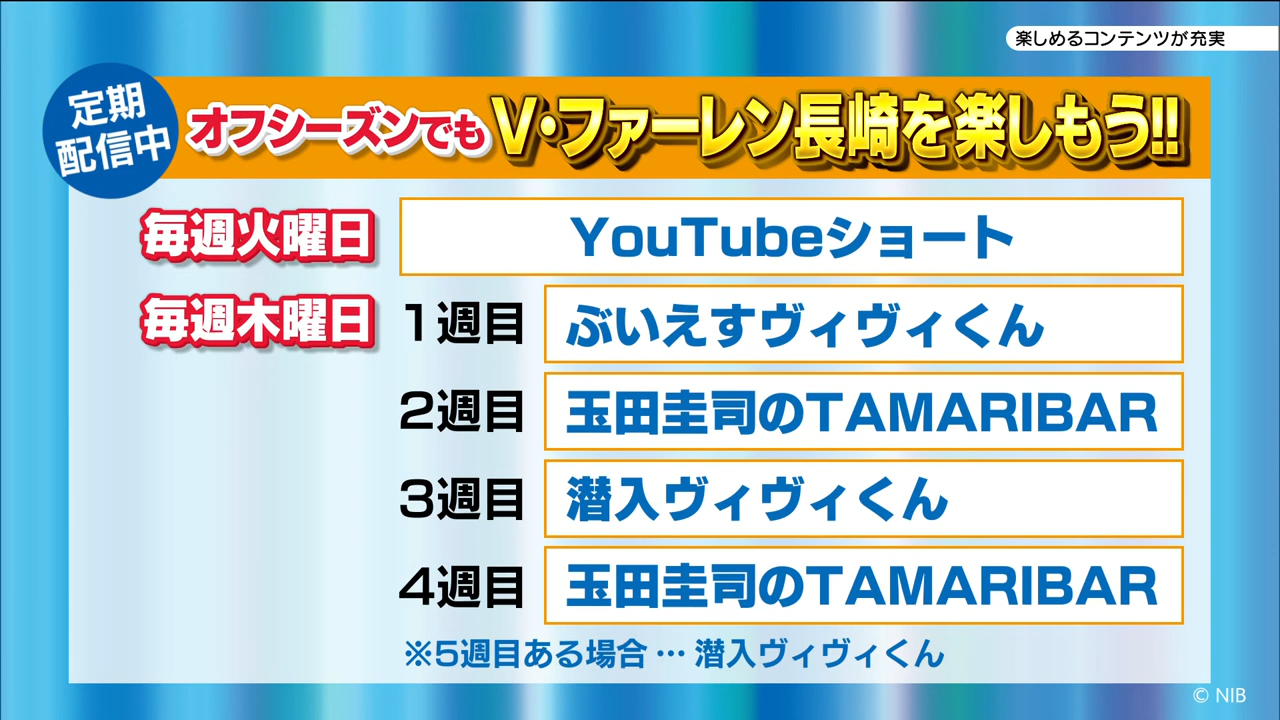 楽しめるコンテンツが充実
定期
配信中
オフシーズンでも V・ファーレン長崎を楽しもう!!
毎週火曜日 YouTubeショート
毎週木曜日 1週目 ぶいえすヴィヴィくん
2週目 玉田圭司のTAMARIBAR
3週目 潜入ヴィヴィくん
4週目 玉田圭司のTAMARIBAR
※5週目ある場合 … 潜入ヴィヴィくん
© NIB